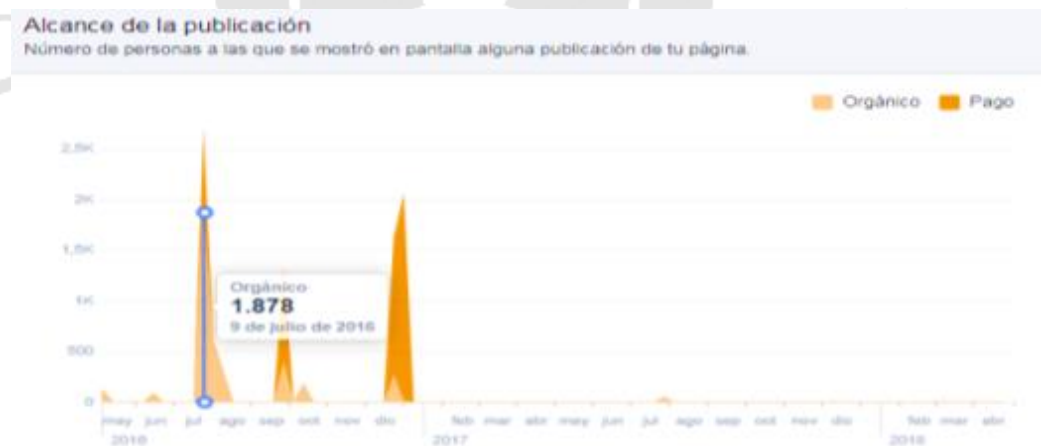 Alcance de la publicación
Número de personas a las que se mostró en pantalla alguna publicación de tu página.
Orgánico Pago
2,5K
2K
1,5K
1K
500
0
Orgánico
1.878
9 de julio de 2016
may jun jul ago sep oct nov dic feb mar abr may jun jul ago sep oct nov dic feb mar abr
2016 2017